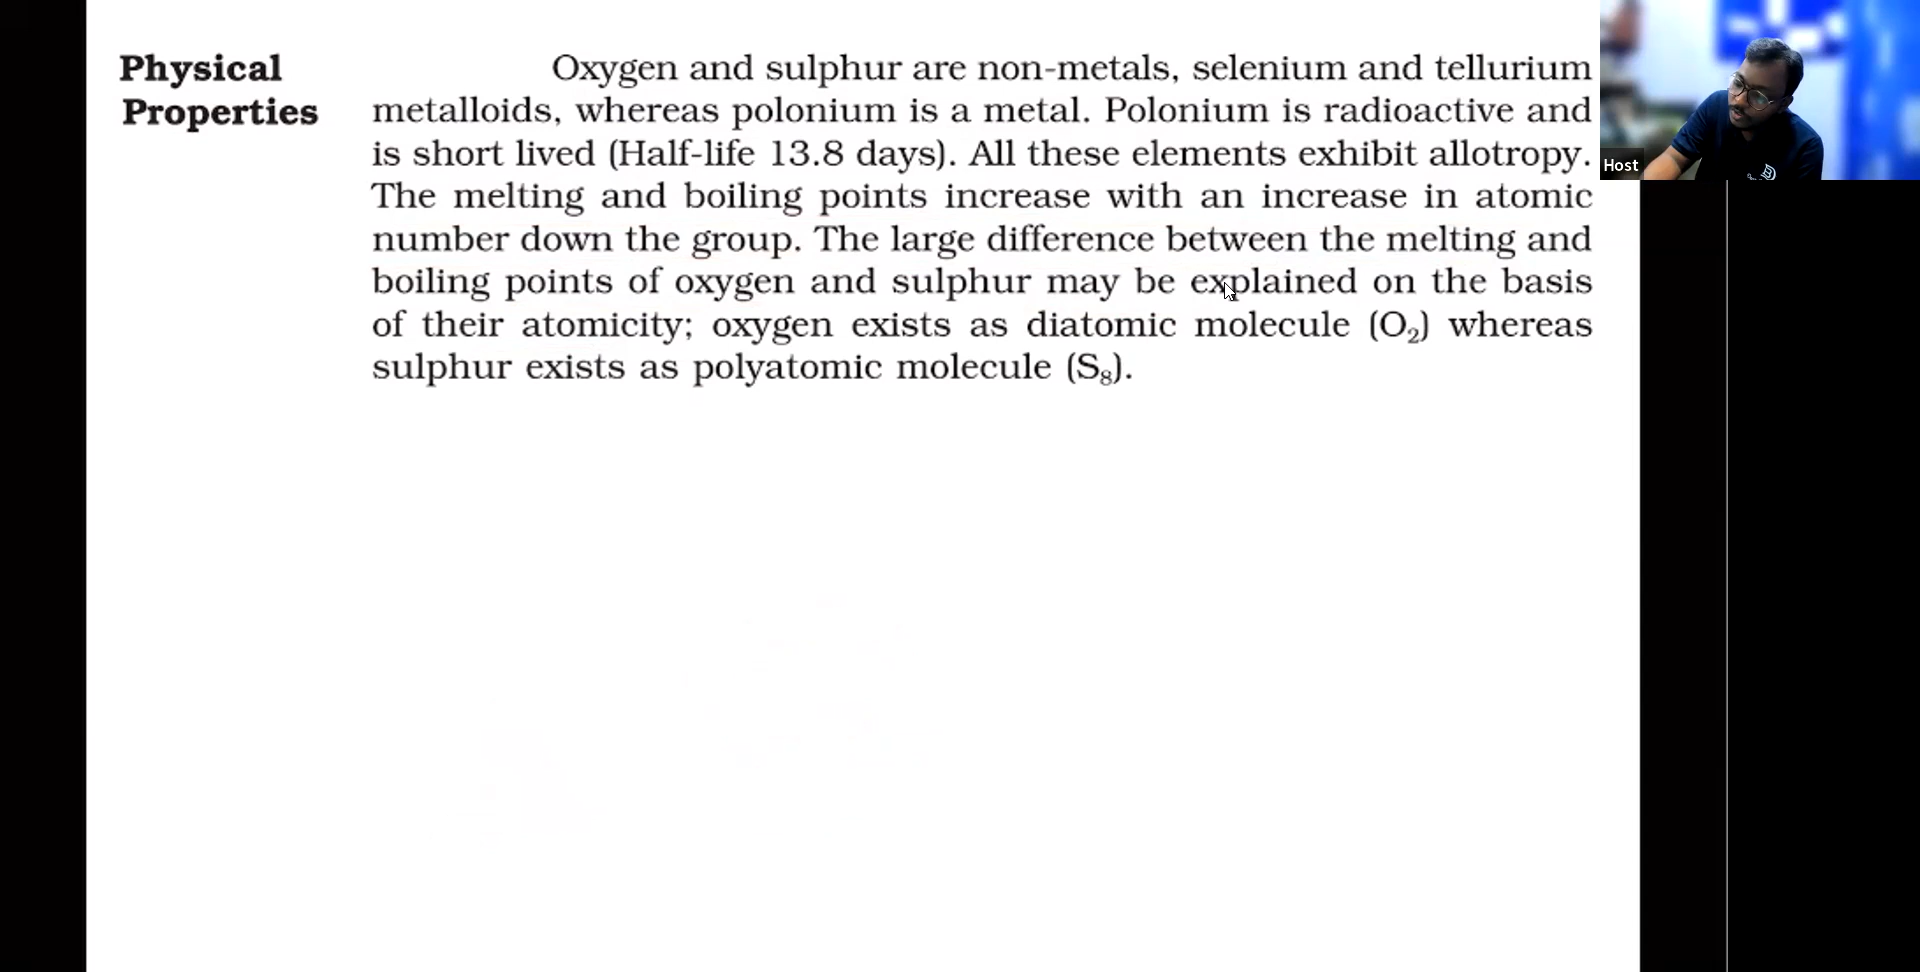 Physical
Properties
Oxygen and sulphur are non-metals, selenium and tellurium
metalloids, whereas polonium is a metal. Polonium is radioactive and
is short lived (Half-life 13.8 days). All these elements exhibit allotropy.
The melting and boiling points increase with an increase in atomic
number down the group. The large difference between the melting and
boiling points of oxygen and sulphur may be explained on the basis
of their atomicity; oxygen exists as diatomic molecule (O₂) whereas
sulphur exists as polyatomic molecule (S₈).
Host